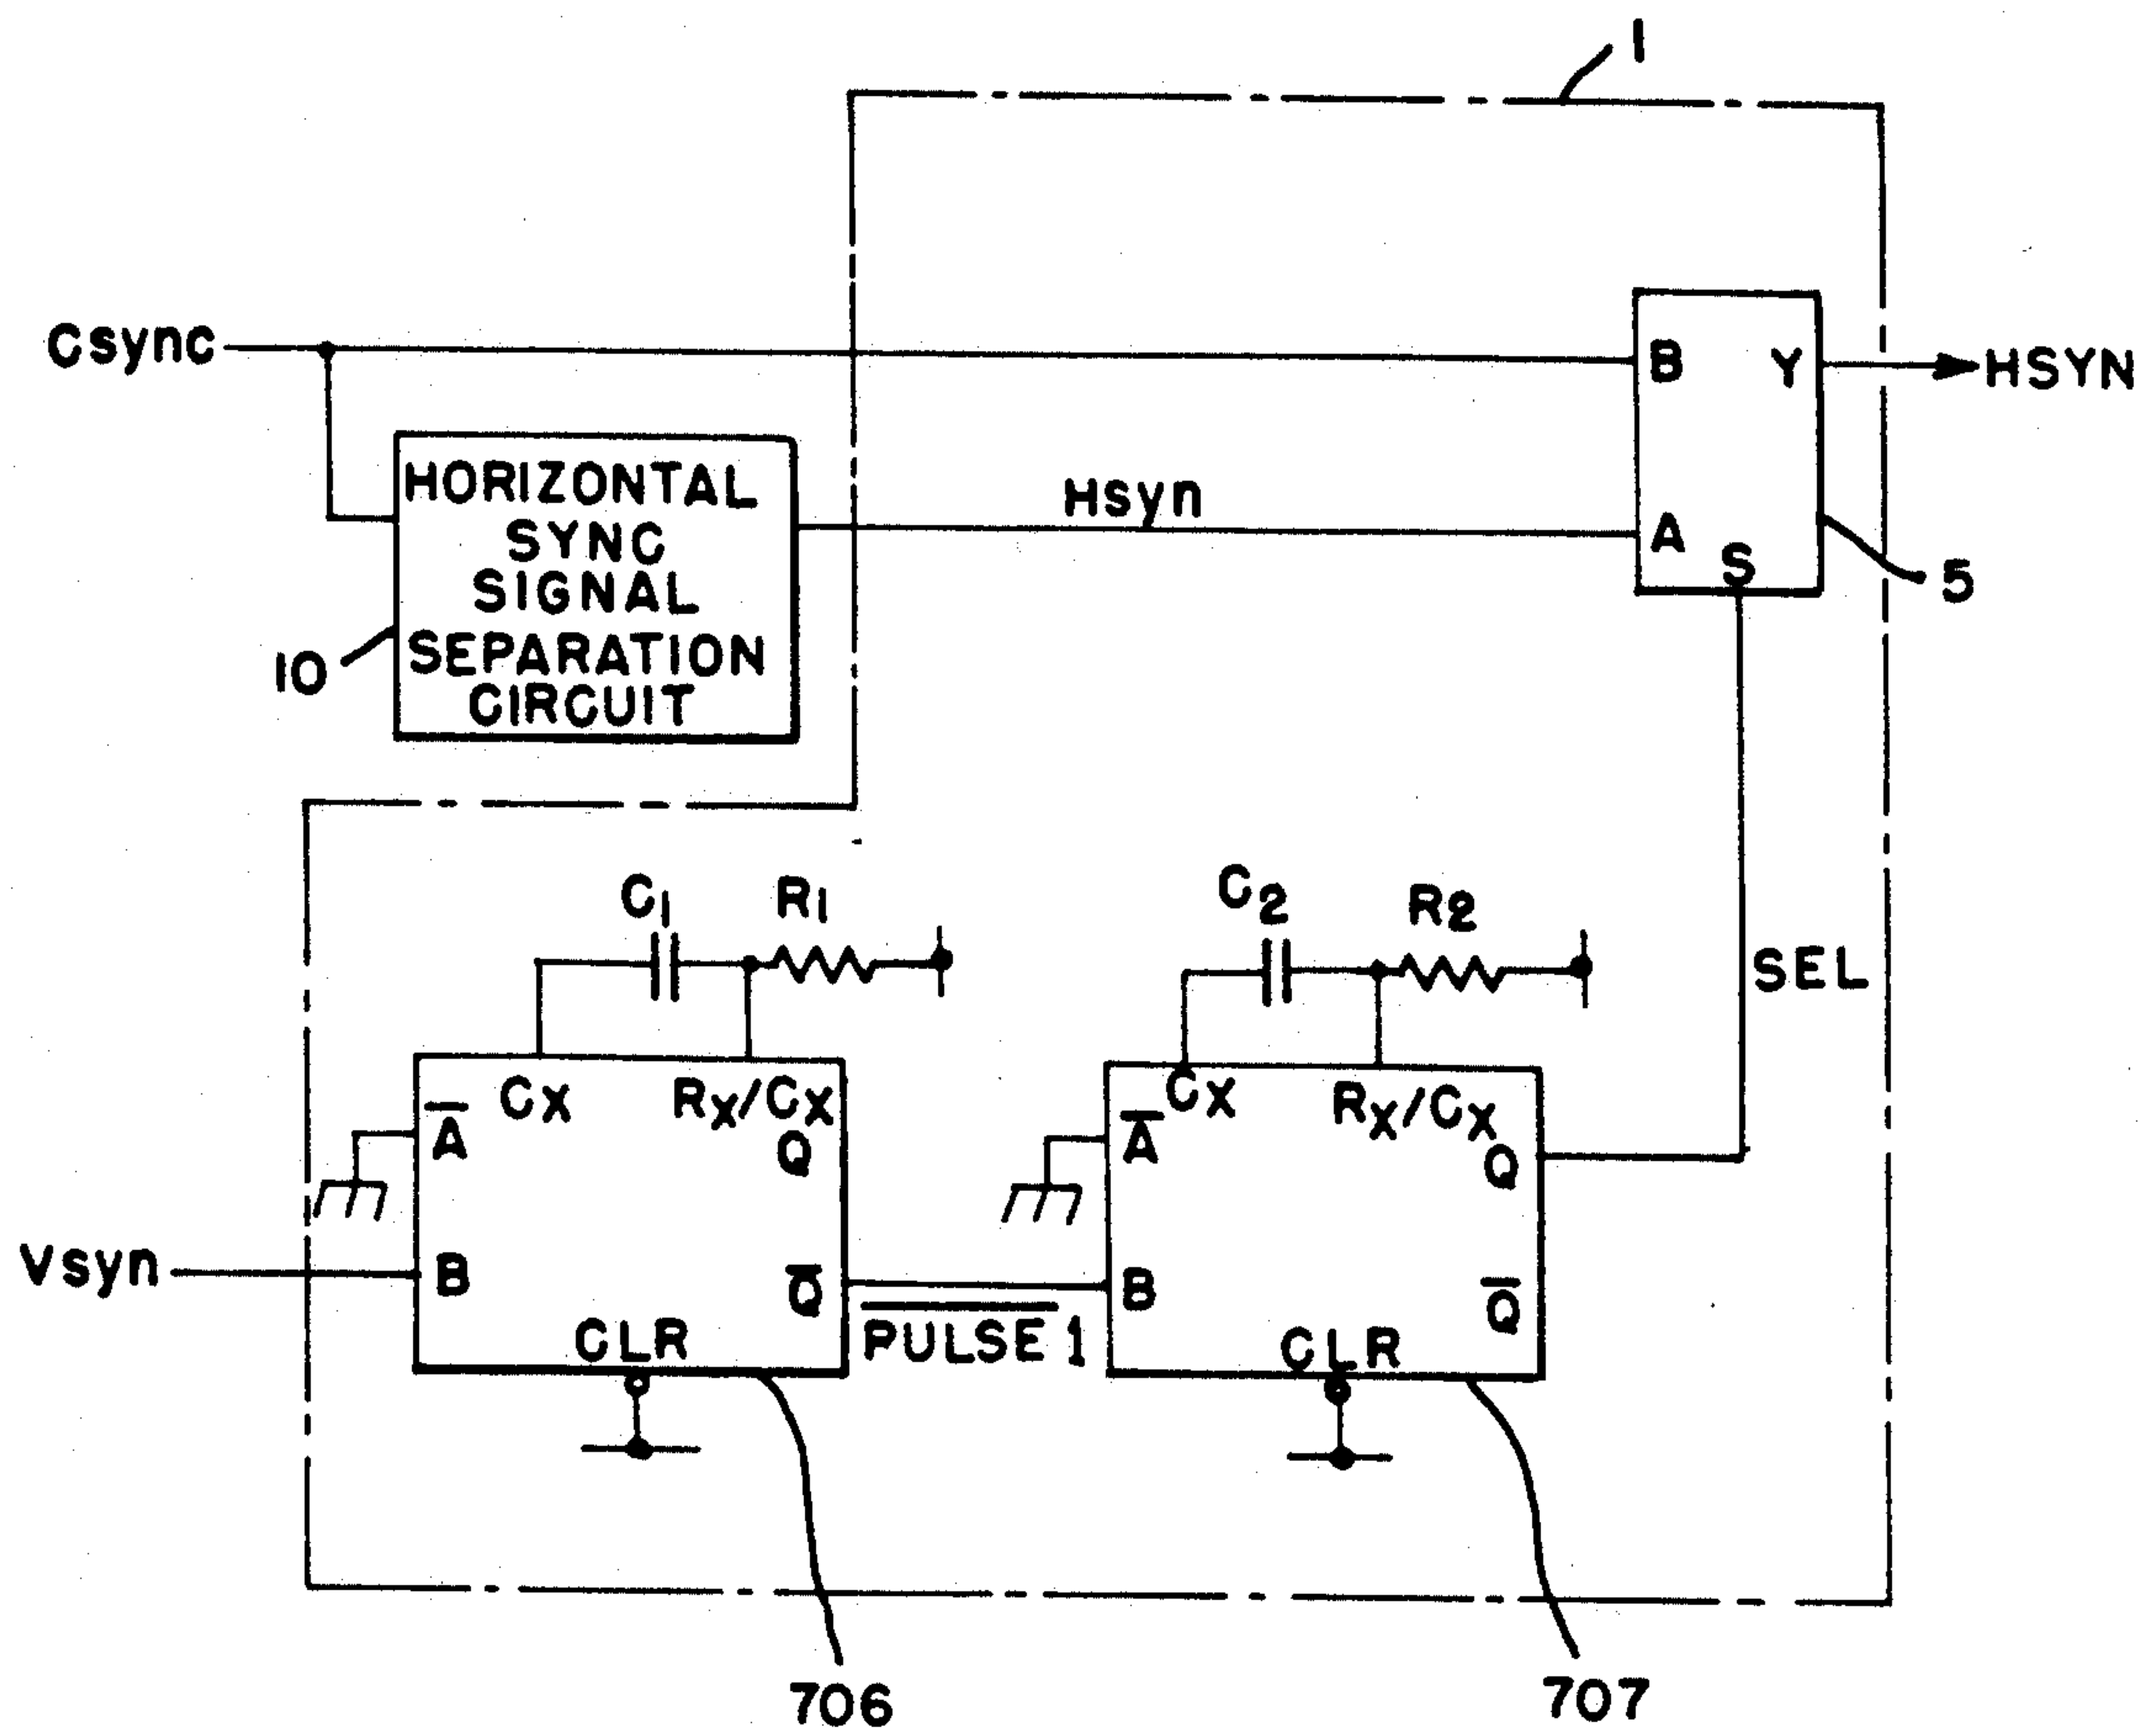 1
Csync
B
Y
HSYN
HORIZONTAL
SYNC
SIGNAL
SEPARATION
CIRCUIT
Hsyn
A
S
5
10
C1
R1
C2
R2
SEL
Cx
Rx/Cx
A̅
Q
Cx
Rx/Cx
A̅
Q
Vsyn
B
Q̅
P̅U̅L̅S̅E̅ 1
B
Q̅
CLR
CLR
706
707